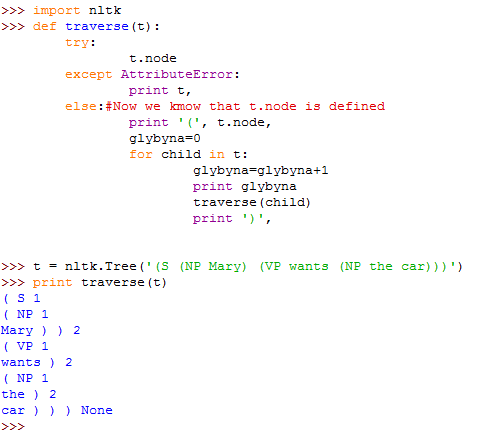 >>> import nltk
>>> def traverse(t):
        try:
                t.node
        except AttributeError:
                print t,
        else:#Now we kmow that t.node is defined
                print '(', t.node,
                glybyna=0
                for child in t:
                        glybyna=glybyna+1
                        print glybyna
                        traverse(child)
                        print ')',
>>> t = nltk.Tree('(S (NP Mary) (VP wants (NP the car)))')
>>> print traverse(t)
( S 1
( NP 1
Mary ) ) 2
( VP 1
wants ) 2
( NP 1
the ) 2
car ) ) ) None
>>>